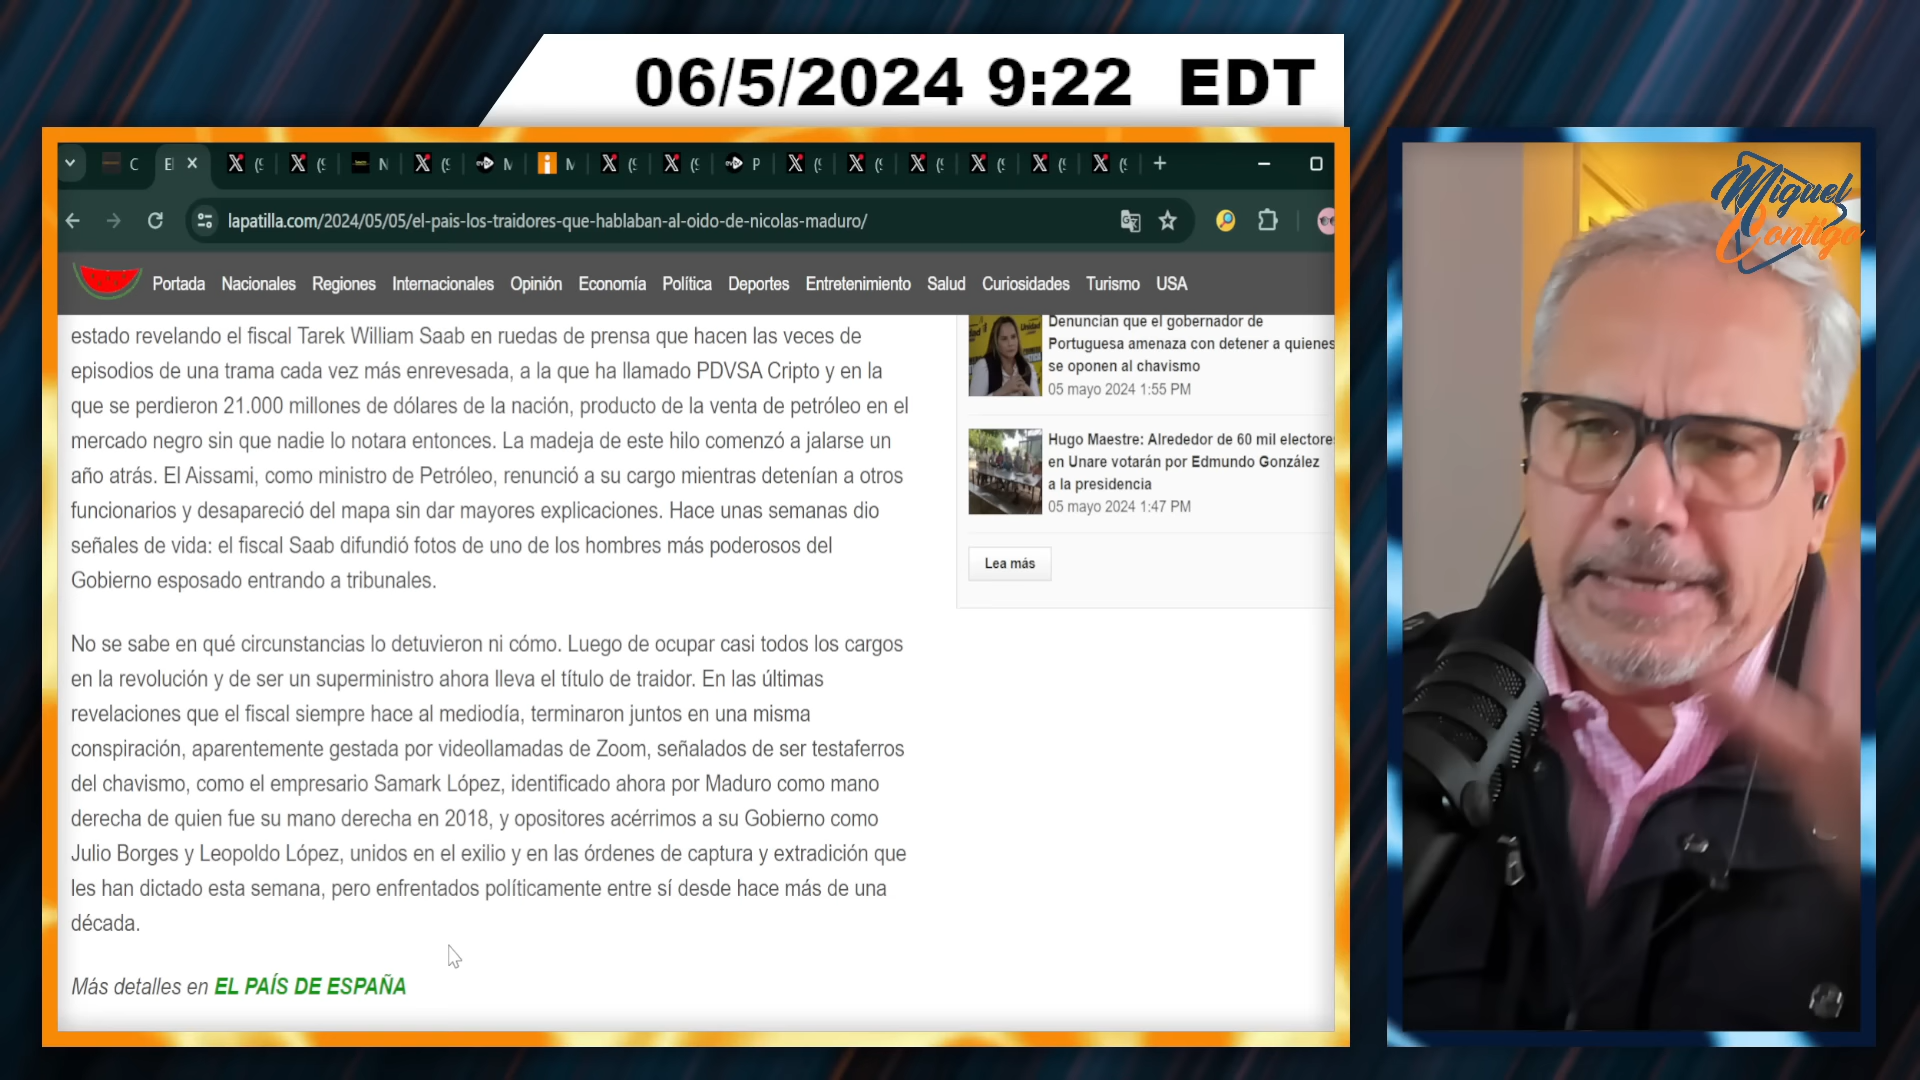 06/5/2024 9:22 EDT
Miguel
Contigo
lapatilla.com/2024/05/05/el-pais-los-traidores-que-hablaban-al-oido-de-nicolas-maduro/
Portada Nacionales Regiones Internacionales Opinión Economía Política Deportes Entretenimiento Salud Curiosidades Turismo USA
estado revelando el fiscal Tarek William Saab en ruedas de prensa que hacen las veces de
episodios de una trama cada vez más enrevesada, a la que ha llamado PDVSA Cripto y en la
que se perdieron 21.000 millones de dólares de la nación, producto de la venta de petróleo en el
mercado negro sin que nadie lo notara entonces. La madeja de este hilo comenzó a jalarse un
año atrás. El Aissami, como ministro de Petróleo, renunció a su cargo mientras detenían a otros
funcionarios y desapareció del mapa sin dar mayores explicaciones. Hace unas semanas dio
señales de vida: el fiscal Saab difundió fotos de uno de los hombres más poderosos del
Gobierno esposado entrando a tribunales.
No se sabe en qué circunstancias lo detuvieron ni cómo. Luego de ocupar casi todos los cargos
en la revolución y de ser un superministro ahora lleva el título de traidor. En las últimas
revelaciones que el fiscal siempre hace al mediodía, terminaron juntos en una misma
conspiración, aparentemente gestada por videollamadas de Zoom, señalados de ser testaferros
del chavismo, como el empresario Samark López, identificado ahora por Maduro como mano
derecha de quien fue su mano derecha en 2018, y opositores acérrimos a su Gobierno como
Julio Borges y Leopoldo López, unidos en el exilio y en las órdenes de captura y extradición que
les han dictado esta semana, pero enfrentados políticamente entre sí desde hace más de una
década.
Más detalles en EL PAÍS DE ESPAÑA
Denuncian que el gobernador de
Portuguesa amenaza con detener a quienes
se oponen al chavismo
05 mayo 2024 1:55 PM
Hugo Maestre: Alrededor de 60 mil electore
en Unare votarán por Edmundo González
a la presidencia
05 mayo 2024 1:47 PM
Lea más